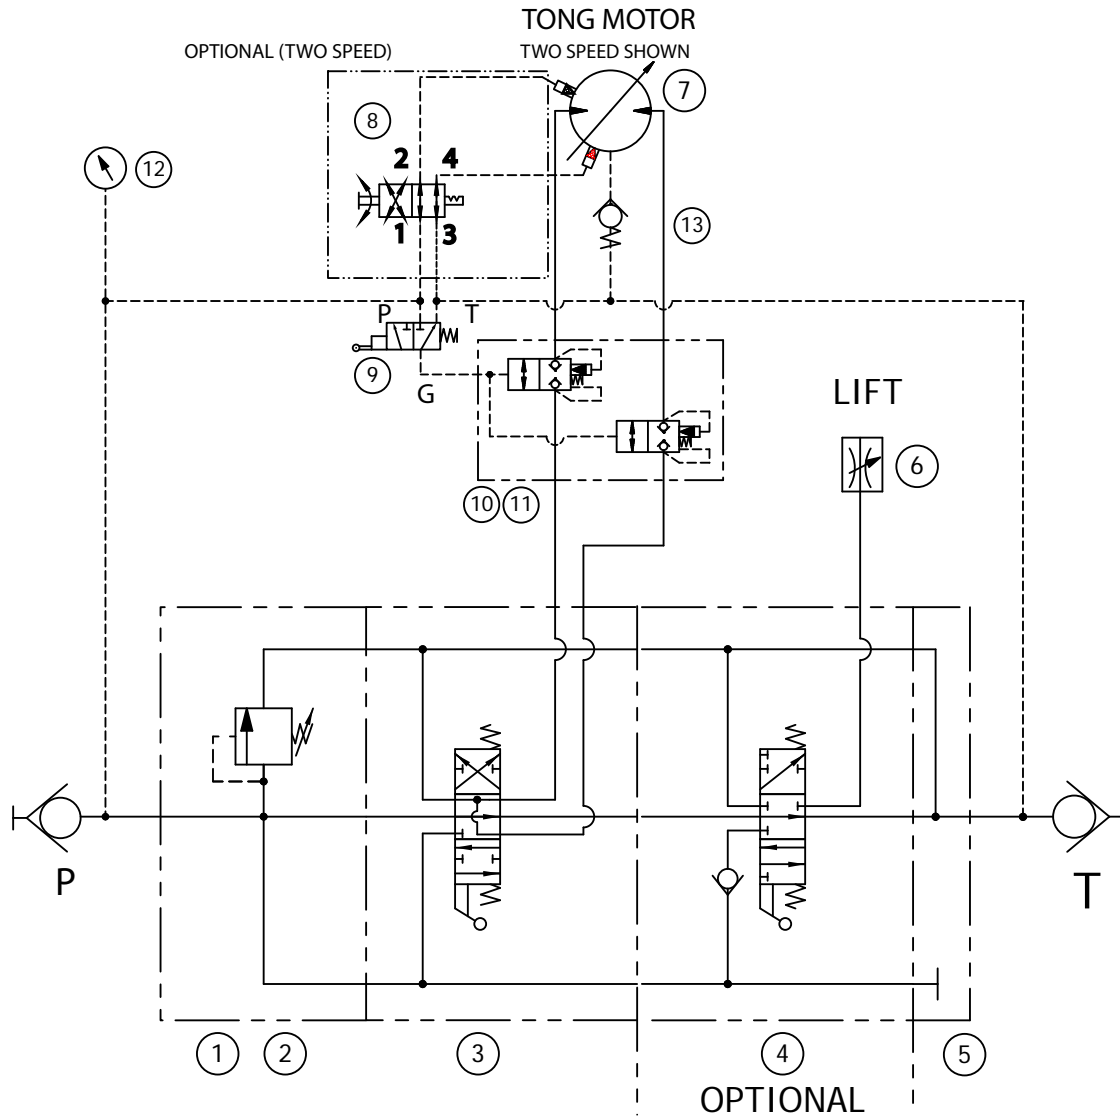 TONG MOTOR
OPTIONAL (TWO SPEED)
TWO SPEED SHOWN
7
8
2 4
12
1 3
13
P T
9
G
LIFT
6
10 11
P
T
1 2 3 4 5
OPTIONAL